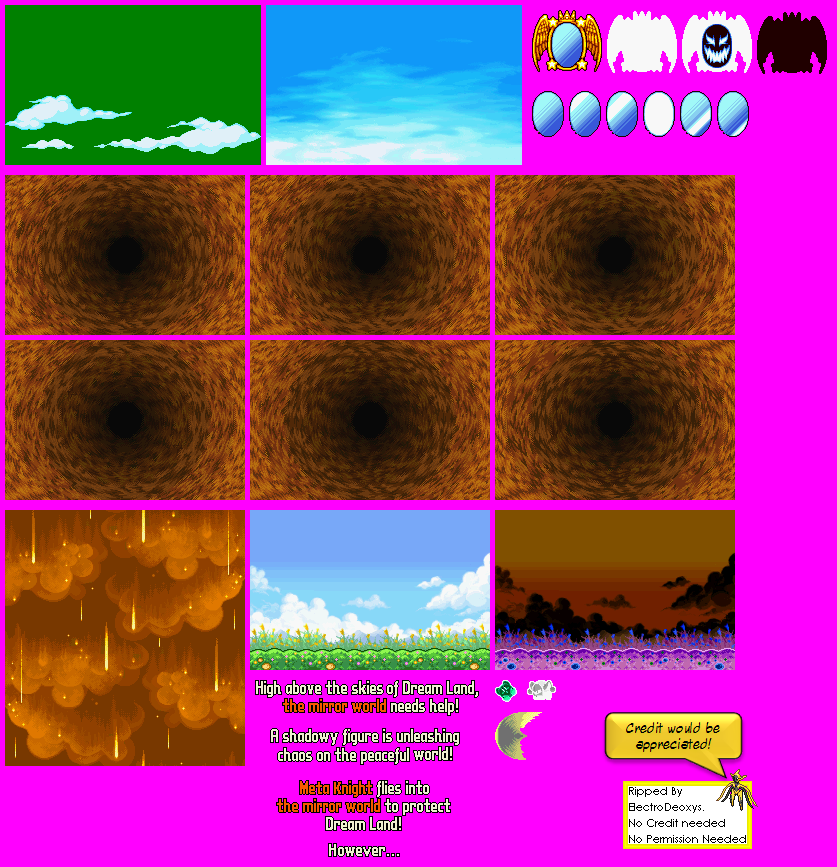 High above the skies of Dream Land,
the mirror world needs help!
A shadowy figure is unleashing
chaos on the peaceful world!
Meta Knight flies into
the mirror world to protect
Dream Land!
However...
Credit would be
appreciated!
Ripped By
ElectroDeoxys.
No Credit needed
No Permission Needed